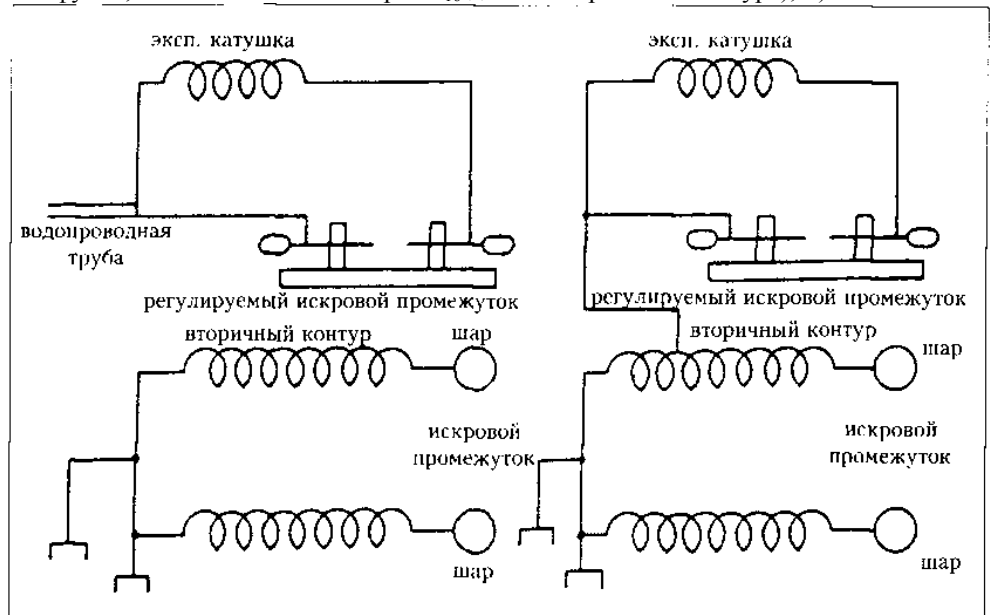 эксп. катушка
эксп. катушка
водопроводная
труба
регулируемый искровой промежуток
регулируемый искровой промежуток
вторичный контур
шар
вторичный контур
шар
искровой
промежуток
искровой
промежуток
шар
шар